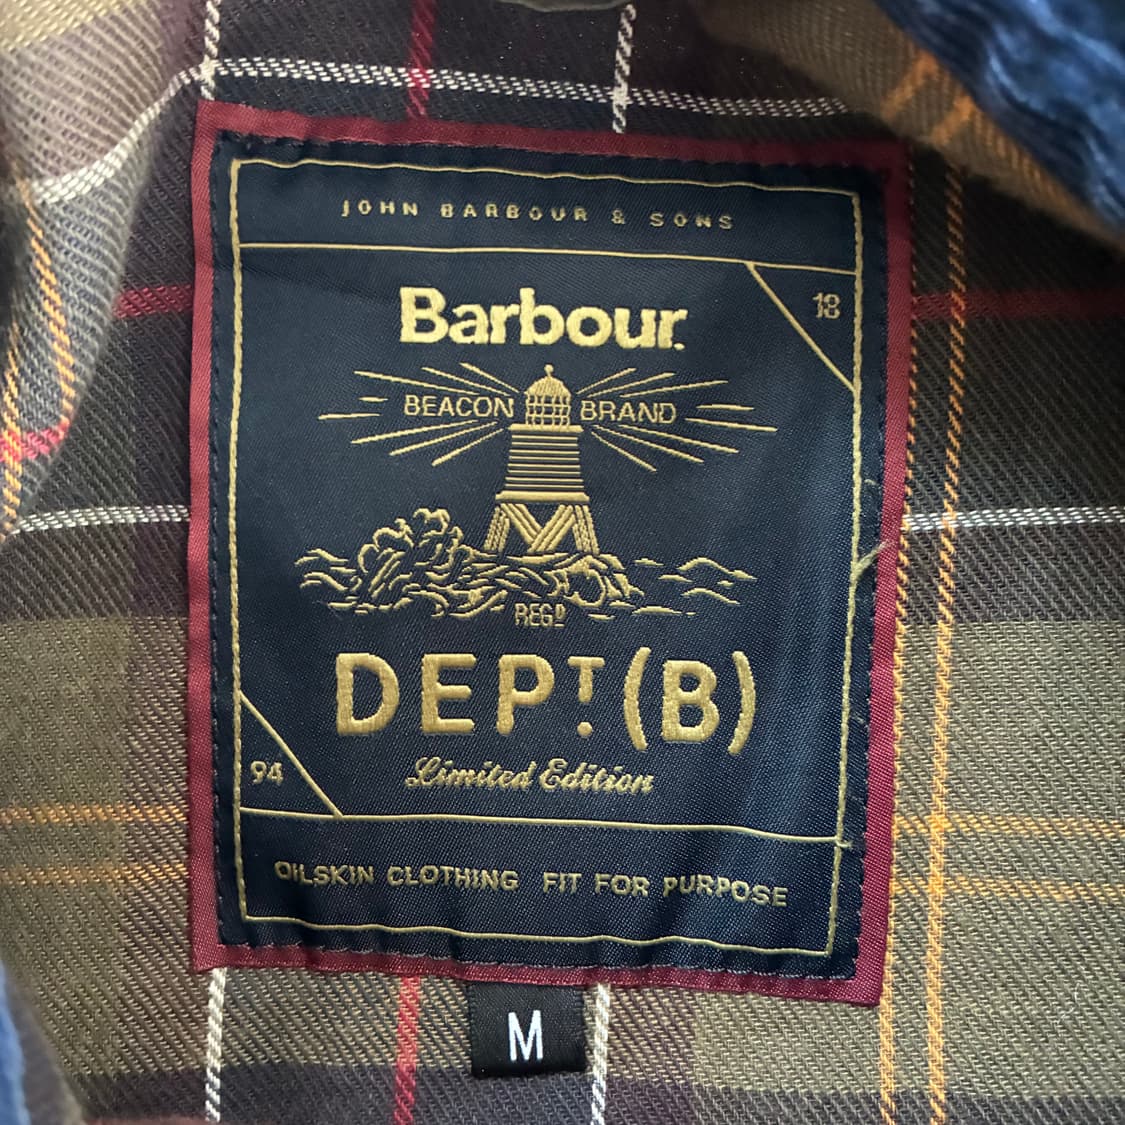 JOHN BARBOUR & SONS
18
Barbour.
BEACON BRAND
REGD
DEPT (B)
94
Limited Edition
OILSKIN CLOTHING FIT FOR PURPOSE
M